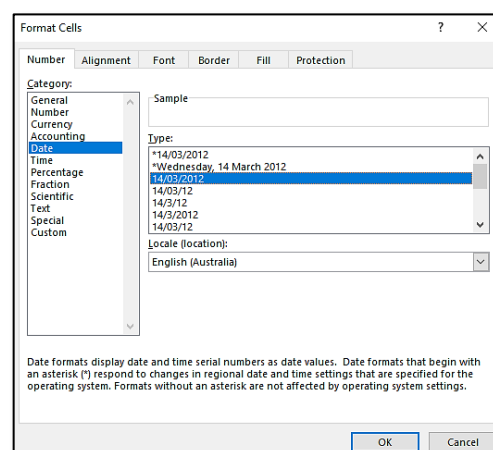 Format Cells ? ×
Number Alignment Font Border Fill Protection
Category:
General
Number
Currency
Accounting
Date
Time
Percentage
Fraction
Scientific
Text
Special
Custom
Sample
Type:
*14/03/2012
*Wednesday, 14 March 2012
14/03/2012
14/03/12
14/3/12
14/3/2012
14/03/12
Locale (location):
English (Australia)
Date formats display date and time serial numbers as date values.  Date formats that begin with
an asterisk (*) respond to changes in regional date and time settings that are specified for the
operating system. Formats without an asterisk are not affected by operating system settings.
OK Cancel